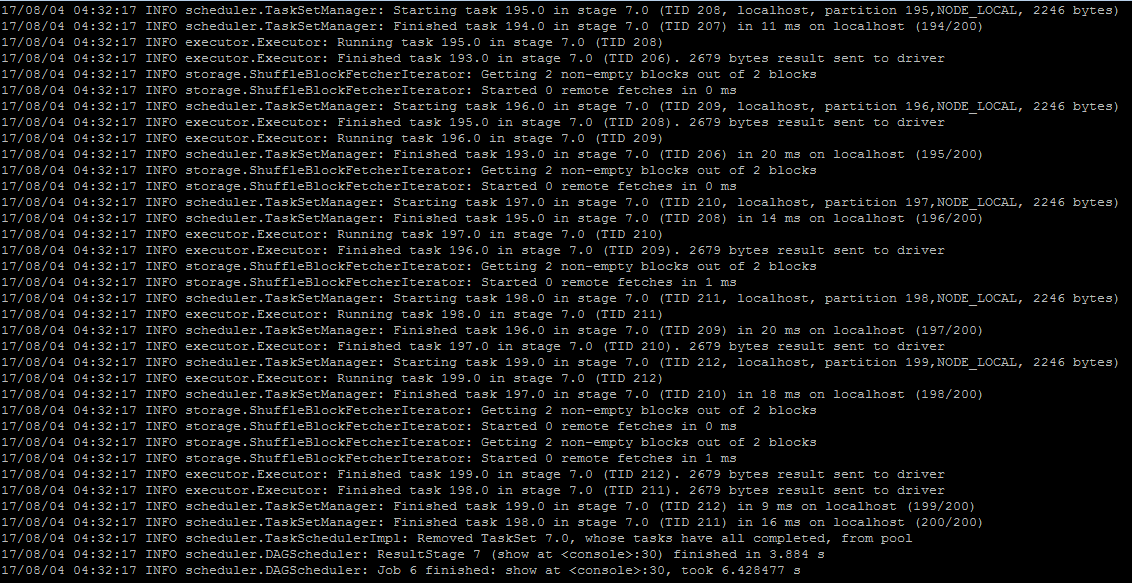 17/08/04 04:32:17 INFO scheduler.TaskSetManager: Starting task 195.0 in stage 7.0 (TID 208, localhost, partition 195,NODE_LOCAL, 2246 bytes)
17/08/04 04:32:17 INFO scheduler.TaskSetManager: Finished task 194.0 in stage 7.0 (TID 207) in 11 ms on localhost (194/200)
17/08/04 04:32:17 INFO executor.Executor: Running task 195.0 in stage 7.0 (TID 208)
17/08/04 04:32:17 INFO executor.Executor: Finished task 193.0 in stage 7.0 (TID 206). 2679 bytes result sent to driver
17/08/04 04:32:17 INFO storage.ShuffleBlockFetcherIterator: Getting 2 non-empty blocks out of 2 blocks
17/08/04 04:32:17 INFO storage.ShuffleBlockFetcherIterator: Started 0 remote fetches in 0 ms
17/08/04 04:32:17 INFO scheduler.TaskSetManager: Starting task 196.0 in stage 7.0 (TID 209, localhost, partition 196,NODE_LOCAL, 2246 bytes)
17/08/04 04:32:17 INFO executor.Executor: Finished task 195.0 in stage 7.0 (TID 208). 2679 bytes result sent to driver
17/08/04 04:32:17 INFO executor.Executor: Running task 196.0 in stage 7.0 (TID 209)
17/08/04 04:32:17 INFO scheduler.TaskSetManager: Finished task 193.0 in stage 7.0 (TID 206) in 20 ms on localhost (195/200)
17/08/04 04:32:17 INFO storage.ShuffleBlockFetcherIterator: Getting 2 non-empty blocks out of 2 blocks
17/08/04 04:32:17 INFO storage.ShuffleBlockFetcherIterator: Started 0 remote fetches in 0 ms
17/08/04 04:32:17 INFO scheduler.TaskSetManager: Starting task 197.0 in stage 7.0 (TID 210, localhost, partition 197,NODE_LOCAL, 2246 bytes)
17/08/04 04:32:17 INFO scheduler.TaskSetManager: Finished task 195.0 in stage 7.0 (TID 208) in 14 ms on localhost (196/200)
17/08/04 04:32:17 INFO executor.Executor: Running task 197.0 in stage 7.0 (TID 210)
17/08/04 04:32:17 INFO executor.Executor: Finished task 196.0 in stage 7.0 (TID 209). 2679 bytes result sent to driver
17/08/04 04:32:17 INFO storage.ShuffleBlockFetcherIterator: Getting 2 non-empty blocks out of 2 blocks
17/08/04 04:32:17 INFO storage.ShuffleBlockFetcherIterator: Started 0 remote fetches in 1 ms
17/08/04 04:32:17 INFO scheduler.TaskSetManager: Starting task 198.0 in stage 7.0 (TID 211, localhost, partition 198,NODE_LOCAL, 2246 bytes)
17/08/04 04:32:17 INFO executor.Executor: Running task 198.0 in stage 7.0 (TID 211)
17/08/04 04:32:17 INFO scheduler.TaskSetManager: Finished task 196.0 in stage 7.0 (TID 209) in 20 ms on localhost (197/200)
17/08/04 04:32:17 INFO executor.Executor: Finished task 197.0 in stage 7.0 (TID 210). 2679 bytes result sent to driver
17/08/04 04:32:17 INFO scheduler.TaskSetManager: Starting task 199.0 in stage 7.0 (TID 212, localhost, partition 199,NODE_LOCAL, 2246 bytes)
17/08/04 04:32:17 INFO executor.Executor: Running task 199.0 in stage 7.0 (TID 212)
17/08/04 04:32:17 INFO scheduler.TaskSetManager: Finished task 197.0 in stage 7.0 (TID 210) in 18 ms on localhost (198/200)
17/08/04 04:32:17 INFO storage.ShuffleBlockFetcherIterator: Getting 2 non-empty blocks out of 2 blocks
17/08/04 04:32:17 INFO storage.ShuffleBlockFetcherIterator: Started 0 remote fetches in 0 ms
17/08/04 04:32:17 INFO storage.ShuffleBlockFetcherIterator: Getting 2 non-empty blocks out of 2 blocks
17/08/04 04:32:17 INFO storage.ShuffleBlockFetcherIterator: Started 0 remote fetches in 1 ms
17/08/04 04:32:17 INFO executor.Executor: Finished task 199.0 in stage 7.0 (TID 212). 2679 bytes result sent to driver
17/08/04 04:32:17 INFO executor.Executor: Finished task 198.0 in stage 7.0 (TID 211). 2679 bytes result sent to driver
17/08/04 04:32:17 INFO scheduler.TaskSetManager: Finished task 199.0 in stage 7.0 (TID 212) in 9 ms on localhost (199/200)
17/08/04 04:32:17 INFO scheduler.TaskSetManager: Finished task 198.0 in stage 7.0 (TID 211) in 16 ms on localhost (200/200)
17/08/04 04:32:17 INFO scheduler.TaskSchedulerImpl: Removed TaskSet 7.0, whose tasks have all completed, from pool
17/08/04 04:32:17 INFO scheduler.DAGScheduler: ResultStage 7 (show at <console>:30) finished in 3.884 s
17/08/04 04:32:17 INFO scheduler.DAGScheduler: Job 6 finished: show at <console>:30, took 6.428477 s